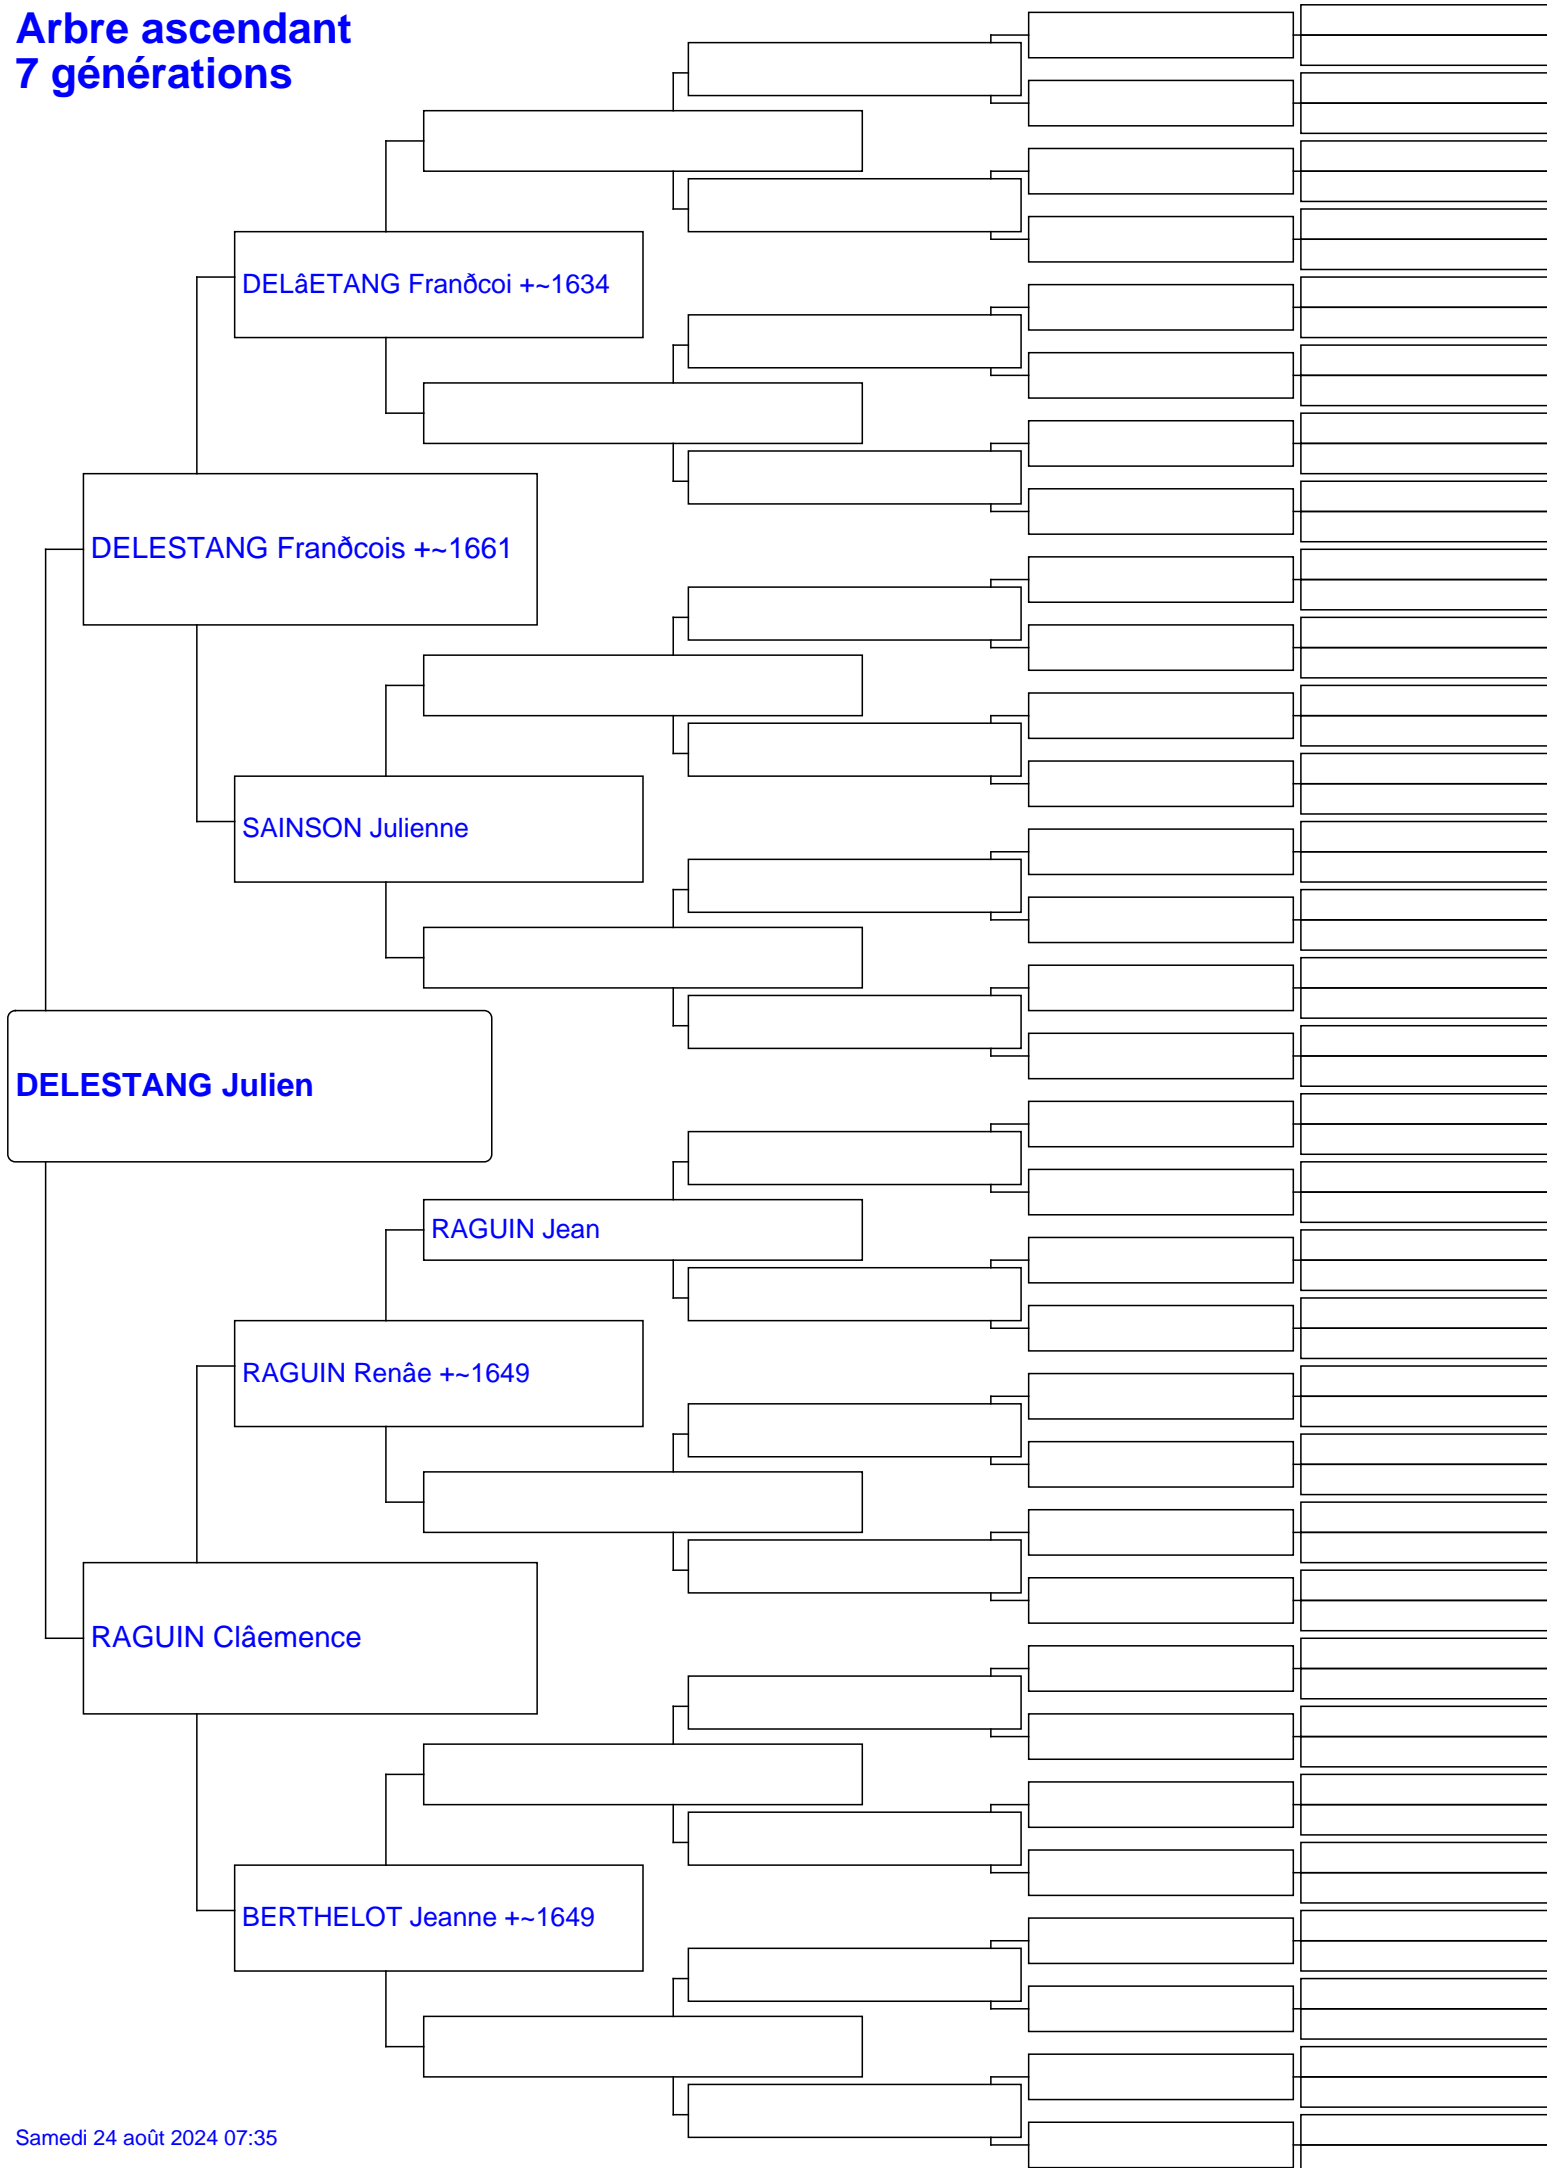 Arbre ascendant
7 générations
DELâETANG Franðcoi +~1634
DELESTANG Franðcois +~1661
SAINSON Julienne
DELESTANG Julien
RAGUIN Jean
RAGUIN Renâe +~1649
RAGUIN Clâemence
BERTHELOT Jeanne +~1649
Samedi 24 août 2024 07:35